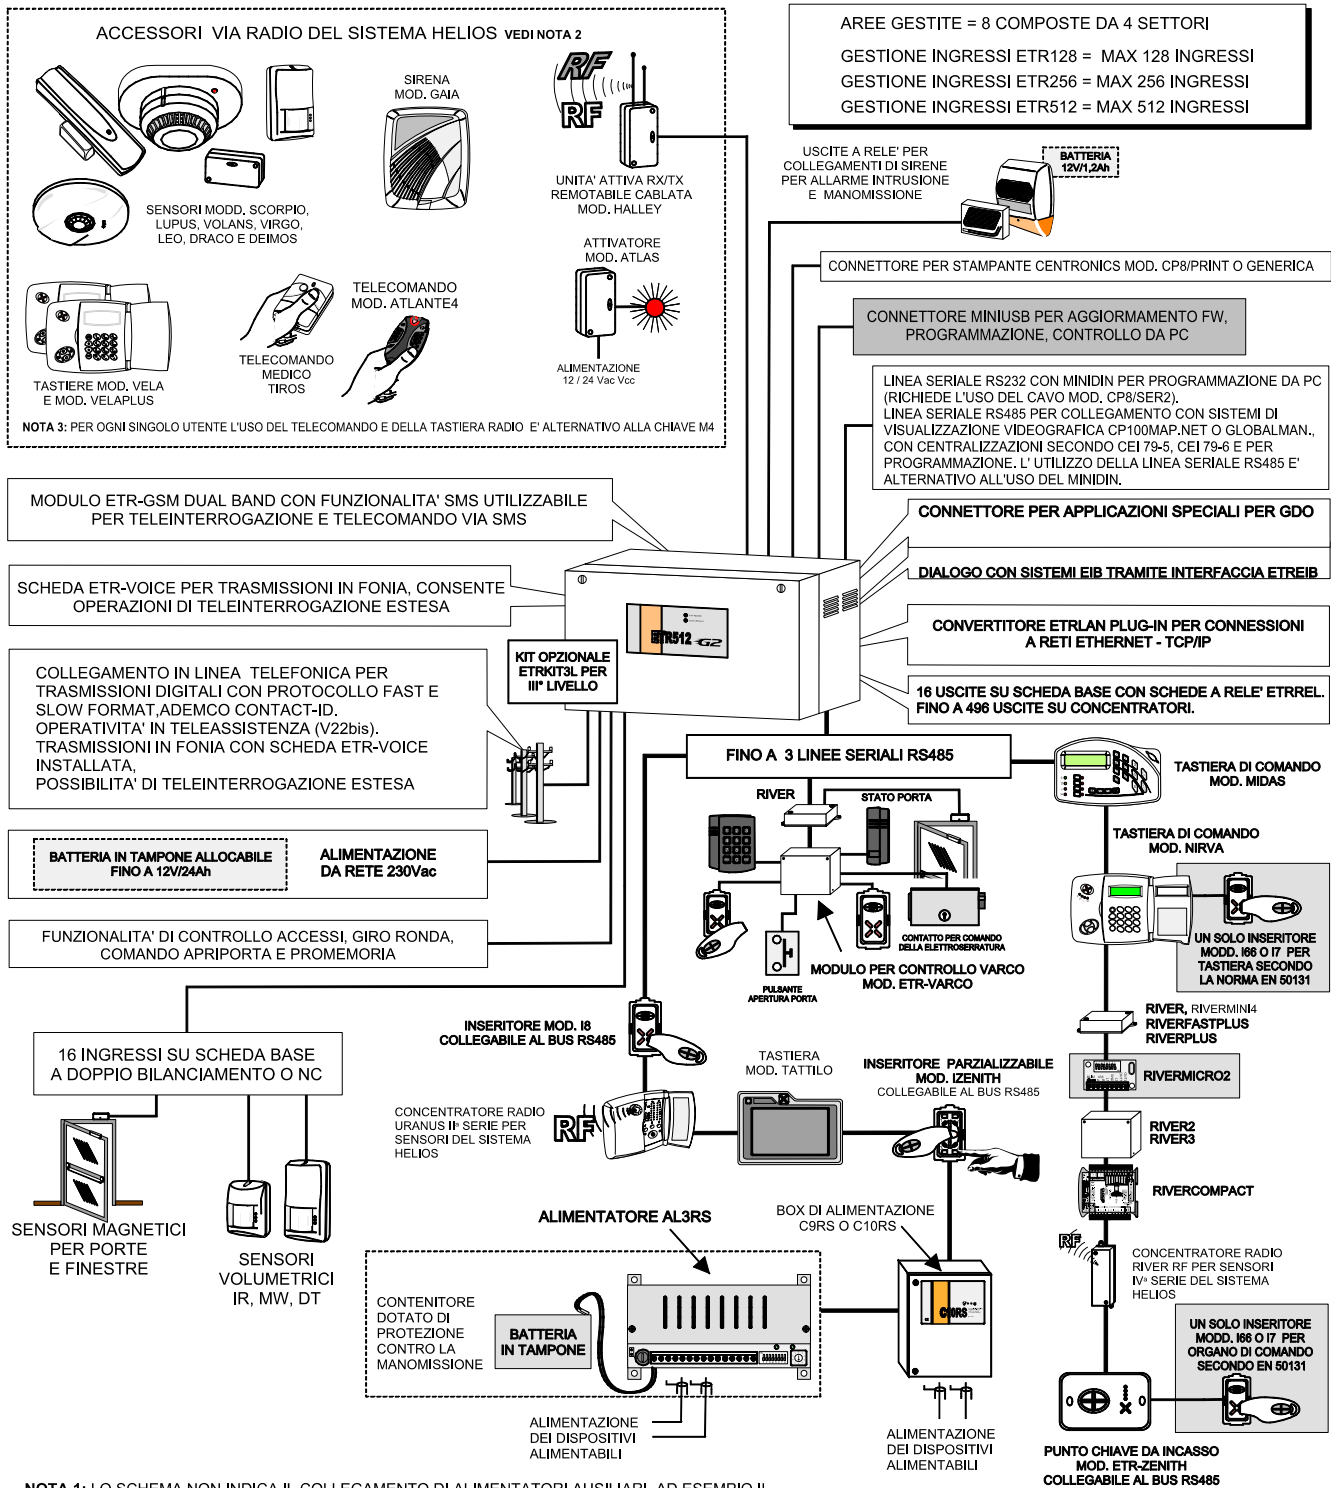 ACCESSORI VIA RADIO DEL SISTEMA HELIOS VEDI NOTA 2
SIRENA
MOD. GAIA
RF
RF
UNITA' ATTIVA RX/TX
REMOTABILE CABLATA
MOD. HALLEY
SENSORI MODD. SCORPIO,
LUPUS, VOLANS, VIRGO,
LEO, DRACO E DEIMOS
ATTIVATORE
MOD. ATLAS
TELECOMANDO
MOD. ATLANTE4
TELECOMANDO
MEDICO
TIROS
ALIMENTAZIONE
12 / 24 Vac Vcc
TASTIERE MOD. VELA
E MOD. VELAPLUS
NOTA 3: PER OGNI SINGOLO UTENTE L'USO DEL TELECOMANDO E DELLA TASTIERA RADIO E' ALTERNATIVO ALLA CHIAVE M4
AREE GESTITE = 8 COMPOSTE DA 4 SETTORI
GESTIONE INGRESSI ETR128 = MAX 128 INGRESSI
GESTIONE INGRESSI ETR256 = MAX 256 INGRESSI
GESTIONE INGRESSI ETR512 = MAX 512 INGRESSI
USCITE A RELE' PER
COLLEGAMENTI DI SIRENE
PER ALLARME INTRUSIONE
E MANOMISSIONE
BATTERIA
12V/1,2Ah
CONNETTORE PER STAMPANTE CENTRONICS MOD. CP8/PRINT O GENERICA
CONNETTORE MINIUSB PER AGGIORMAMENTO FW,
PROGRAMMAZIONE, CONTROLLO DA PC
LINEA SERIALE RS232 CON MINIDIN PER PROGRAMMAZIONE DA PC
(RICHIEDE L'USO DEL CAVO MOD. CP8/SER2).
LINEA SERIALE RS485 PER COLLEGAMENTO CON SISTEMI DI
VISUALIZZAZIONE VIDEOGRAFICA CP100MAP.NET O GLOBALMAN.,
CON CENTRALIZZAZIONI SECONDO CEI 79-5, CEI 79-6 E PER
PROGRAMMAZIONE. L' UTILIZZO DELLA LINEA SERIALE RS485 E'
ALTERNATIVO ALL'USO DEL MINIDIN.
MODULO ETR-GSM DUAL BAND CON FUNZIONALITA' SMS UTILIZZABILE
PER TELEINTERROGAZIONE E TELECOMANDO VIA SMS
CONNETTORE PER APPLICAZIONI SPECIALI PER GDO
DIALOGO CON SISTEMI EIB TRAMITE INTERFACCIA ETREIB
SCHEDA ETR-VOICE PER TRASMISSIONI IN FONIA, CONSENTE
OPERAZIONI DI TELEINTERROGAZIONE ESTESA
ETR512 G2
CONVERTITORE ETRLAN PLUG-IN PER CONNESSIONI
A RETI ETHERNET - TCP/IP
KIT OPZIONALE
ETRKIT3L PER
III° LIVELLO
COLLEGAMENTO IN LINEA TELEFONICA PER
TRASMISSIONI DIGITALI CON PROTOCOLLO FAST E
SLOW FORMAT,ADEMCO CONTACT-ID.
OPERATIVITA' IN TELEASSISTENZA (V22bis).
TRASMISSIONI IN FONIA CON SCHEDA ETR-VOICE
INSTALLATA,
POSSIBILITA' DI TELEINTERROGAZIONE ESTESA
16 USCITE SU SCHEDA BASE CON SCHEDE A RELE' ETRREL.
FINO A 496 USCITE SU CONCENTRATORI.
FINO A 3 LINEE SERIALI RS485
TASTIERA DI COMANDO
MOD. MIDAS
RIVER
STATO PORTA
TASTIERA DI COMANDO
MOD. NIRVA
BATTERIA IN TAMPONE ALLOCABILE
FINO A 12V/24Ah
ALIMENTAZIONE
DA RETE 230Vac
UN SOLO INSERITORE
MODD. I66 O I7 PER
TASTIERA SECONDO
LA NORMA EN 50131
FUNZIONALITA' DI CONTROLLO ACCESSI, GIRO RONDA,
COMANDO APRIPORTA E PROMEMORIA
CONTATTO PER COMANDO
DELLA ELETTROSERRATURA
MODULO PER CONTROLLO VARCO
MOD. ETR-VARCO
PULSANTE
APERTURA PORTA
RIVER, RIVERMINI4
RIVERFASTPLUS
RIVERPLUS
INSERITORE MOD. I8
COLLEGABILE AL BUS RS485
16 INGRESSI SU SCHEDA BASE
A DOPPIO BILANCIAMENTO O NC
TASTIERA
MOD. TATTILO
INSERITORE PARZIALIZZABILE
MOD. IZENITH
COLLEGABILE AL BUS RS485
RIVERMICRO2
CONCENTRATORE RADIO
URANUS IIª SERIE PER
SENSORI DEL SISTEMA
HELIOS
RF
RIVER2
RIVER3
RIVERCOMPACT
SENSORI MAGNETICI
PER PORTE
E FINESTRE
SENSORI
VOLUMETRICI
IR, MW, DT
ALIMENTATORE AL3RS
BOX DI ALIMENTAZIONE
C9RS O C10RS
RF
CONCENTRATORE RADIO
RIVER RF PER SENSORI
IVª SERIE DEL SISTEMA
HELIOS
CONTENITORE
DOTATO DI
PROTEZIONE
CONTRO LA
MANOMISSIONE
BATTERIA
IN TAMPONE
C10RS
UN SOLO INSERITORE
MODD. I66 O I7 PER
ORGANO DI COMANDO
SECONDO EN 50131
ALIMENTAZIONE
DEI DISPOSITIVI
ALIMENTABILI
ALIMENTAZIONE
DEI DISPOSITIVI
ALIMENTABILI
PUNTO CHIAVE DA INCASSO
MOD. ETR-ZENITH
COLLEGABILE AL BUS RS485
NOTA 1: LO SCHEMA NON INDICA IL COLLEGAMENTO DI ALIMENTATORI AUSILIARI, AD ESEMPIO IL